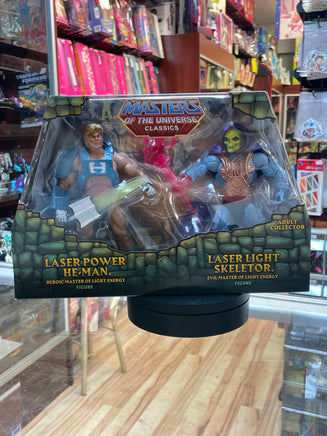 MASTERS
OF THE UNIVERSE
CLASSICS
H
ADULT
COLLECTOR
LASER POWER
HE-MAN.
HEROIC MASTER OF LIGHT ENERGY
FIGURE
LASER LIGHT
SKELETOR.
EVIL MASTER OF LIGHT ENERGY
FIGURE